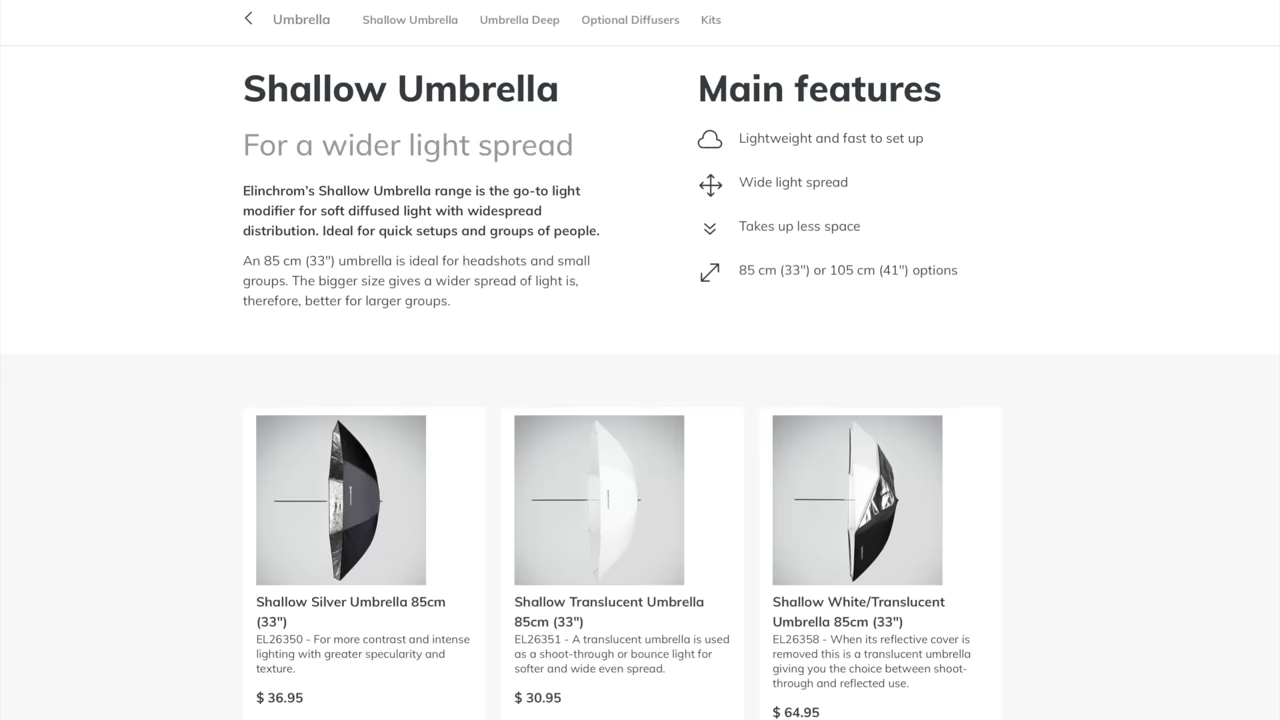 Umbrella
Shallow Umbrella
Umbrella Deep
Optional Diffusers
Kits
Shallow Umbrella
For a wider light spread
Elinchrom’s Shallow Umbrella range is the go-to light
modifier for soft diffused light with widespread
distribution. Ideal for quick setups and groups of people.
An 85 cm (33") umbrella is ideal for headshots and small
groups. The bigger size gives a wider spread of light is,
therefore, better for larger groups.
Main features
Lightweight and fast to set up
Wide light spread
Takes up less space
85 cm (33") or 105 cm (41") options
Shallow Silver Umbrella 85cm
(33")
EL26350 - For more contrast and intense
lighting with greater specularity and
texture.
$ 36.95
Shallow Translucent Umbrella
85cm (33")
EL26351 - A translucent umbrella is used
as a shoot-through or bounce light for
softer and wide even spread.
$ 30.95
Shallow White/Translucent
Umbrella 85cm (33")
EL26358 - When its reflective cover is
removed this is a translucent umbrella
giving you the choice between shoot-
through and reflected use.
$ 64.95